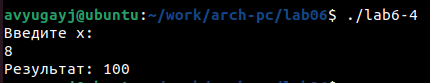 avyugayj@ubuntu:~/work/arch-pc/lab06$ ./lab6-4
Введите x:
8
Результат: 100